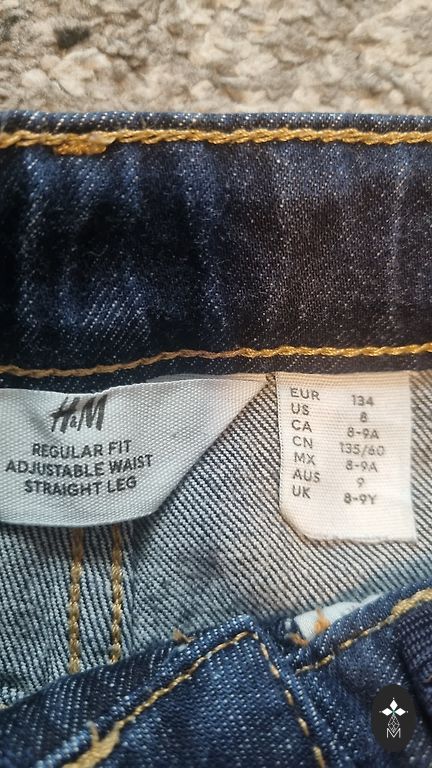 H&M
REGULAR FIT
ADJUSTABLE WAIST
STRAIGHT LEG
EUR 134
US 8
CA 8-9A
CN 135/60
MX 8-9A
AUS 9
UK 8-9Y
M